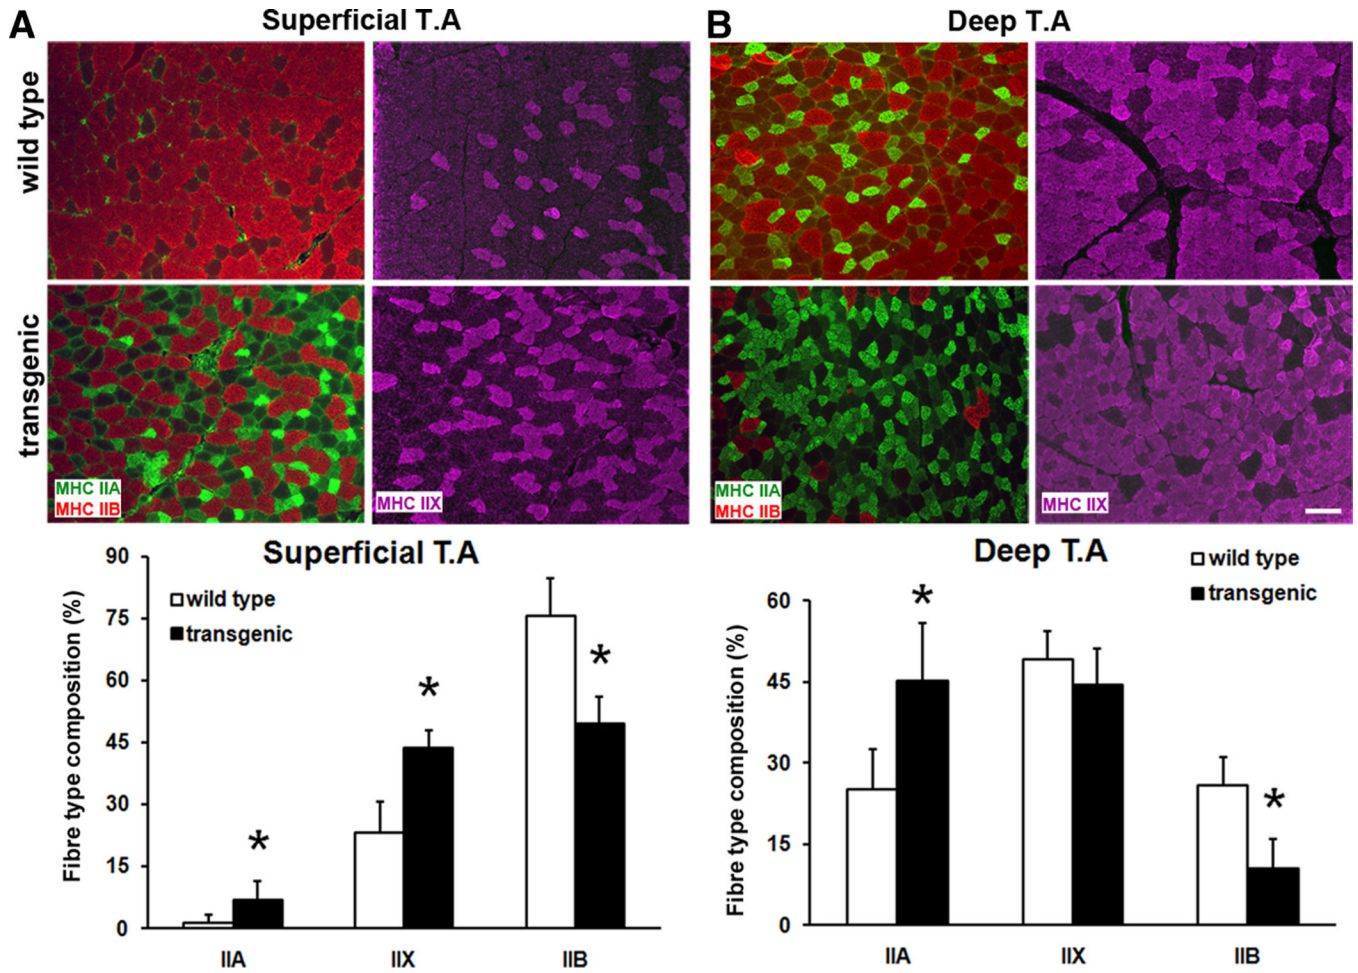 A
Superficial T.A
B
Deep T.A
wild type
transgenic
MHC IIA
MHC IIB
MHC IIX
MHC IIA
MHC IIB
MHC IIX
Superficial T.A
wild type
transgenic
Fibre type composition (%)
90
75
60
45
30
15
0
*
*
*
IIA
IIX
IIB
Deep T.A
wild type
transgenic
Fibre type composition (%)
60
45
30
15
0
*
*
IIA
IIX
IIB